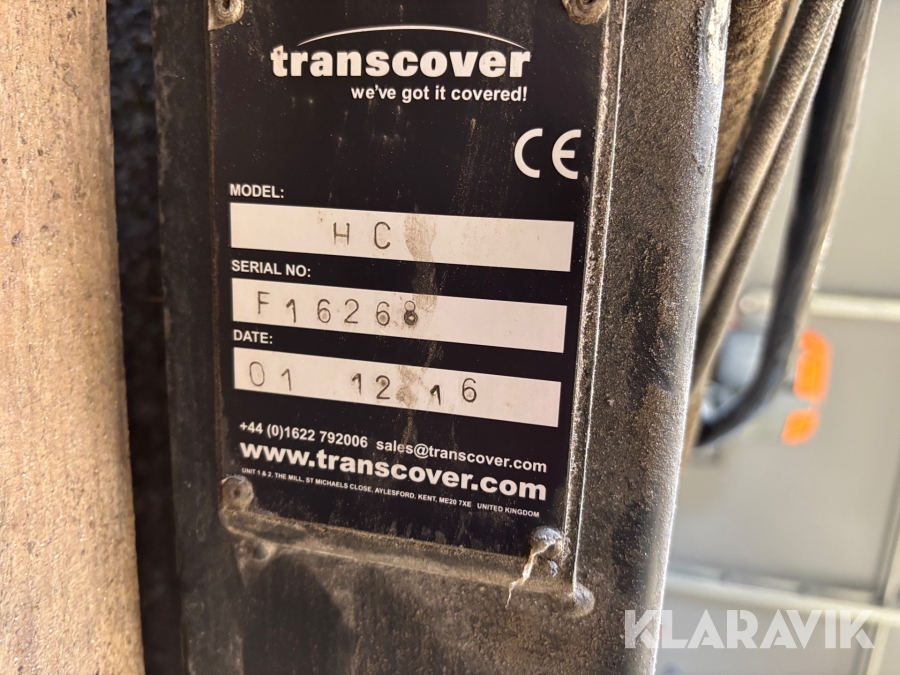 transcover
we've got it covered!
CE
MODEL:
HC
SERIAL NO:
F16268
DATE:
01 12 16
+44 (0)1622 792006 sales@transcover.com
www.transcover.com
UNIT 1 & 2, THE MILL, ST MICHAELS CLOSE, AYLESFORD, KENT, ME20 7XE UNITED KINGDOM
KLARAVIK